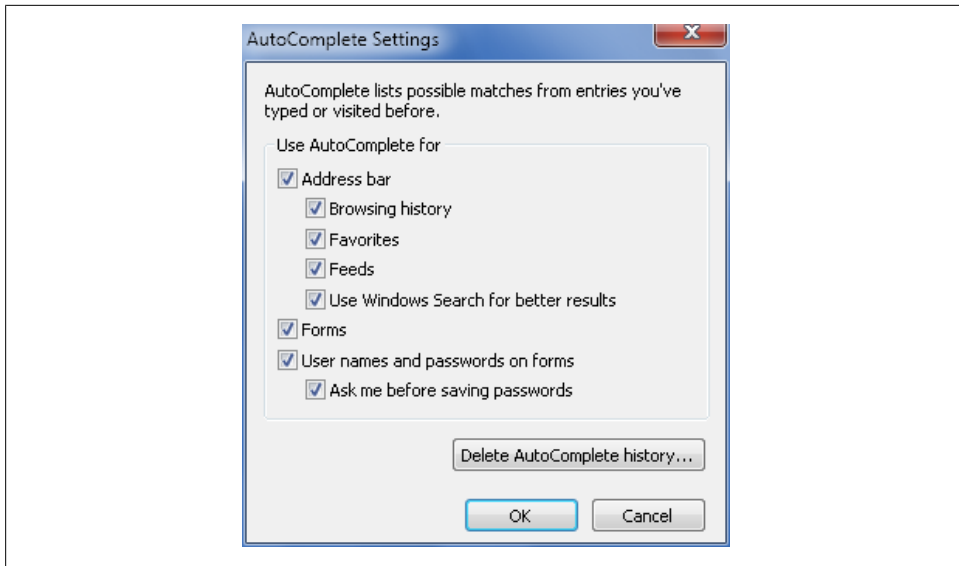 AutoComplete Settings
AutoComplete lists possible matches from entries you've
typed or visited before.
Use AutoComplete for
Address bar
Browsing history
Favorites
Feeds
Use Windows Search for better results
Forms
User names and passwords on forms
Ask me before saving passwords
Delete AutoComplete history...
OK
Cancel